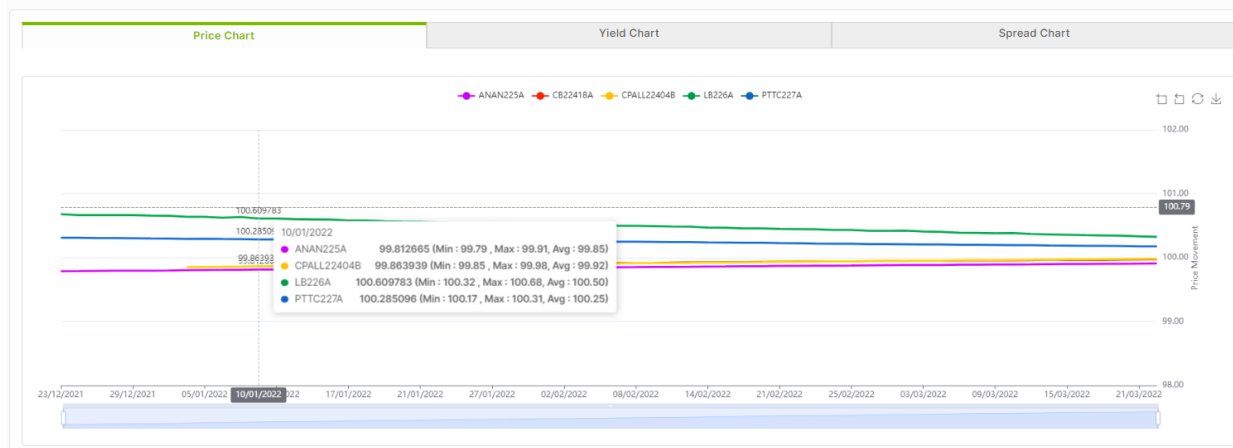 Price Chart Yield Chart Spread Chart
ANAN225A CB22418A CPALL22404B LB226A PTTC227A
102.00
101.00
100.79
100.609783
100.00
99.00
98.00
Price Movement
10/01/2022
ANAN225A 99.812665 (Min : 99.79 , Max : 99.91, Avg : 99.85)
CPALL22404B 99.863939 (Min : 99.85 , Max : 99.98, Avg : 99.92)
LB226A 100.609783 (Min : 100.32 , Max : 100.68, Avg : 100.50)
PTTC227A 100.285096 (Min : 100.17 , Max : 100.31, Avg : 100.25)
23/12/2021 29/12/2021 05/01/2022 10/01/2022 17/01/2022 21/01/2022 27/01/2022 02/02/2022 08/02/2022 14/02/2022 21/02/2022 25/02/2022 03/03/2022 09/03/2022 15/03/2022 21/03/2022